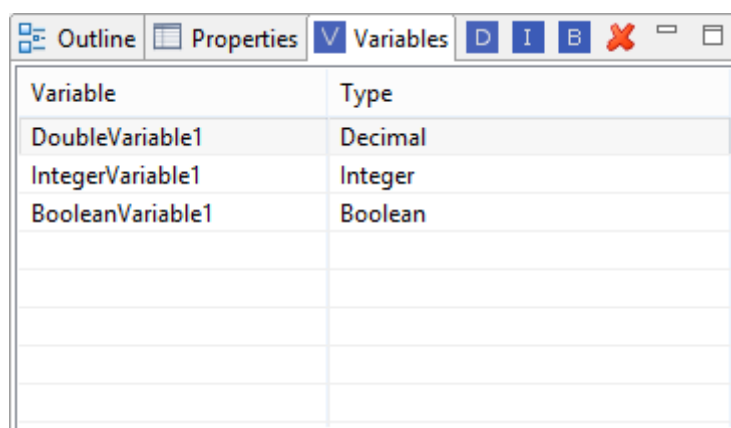 Outline Properties V Variables D I B
Variable Type
DoubleVariable1 Decimal
IntegerVariable1 Integer
BooleanVariable1 Boolean